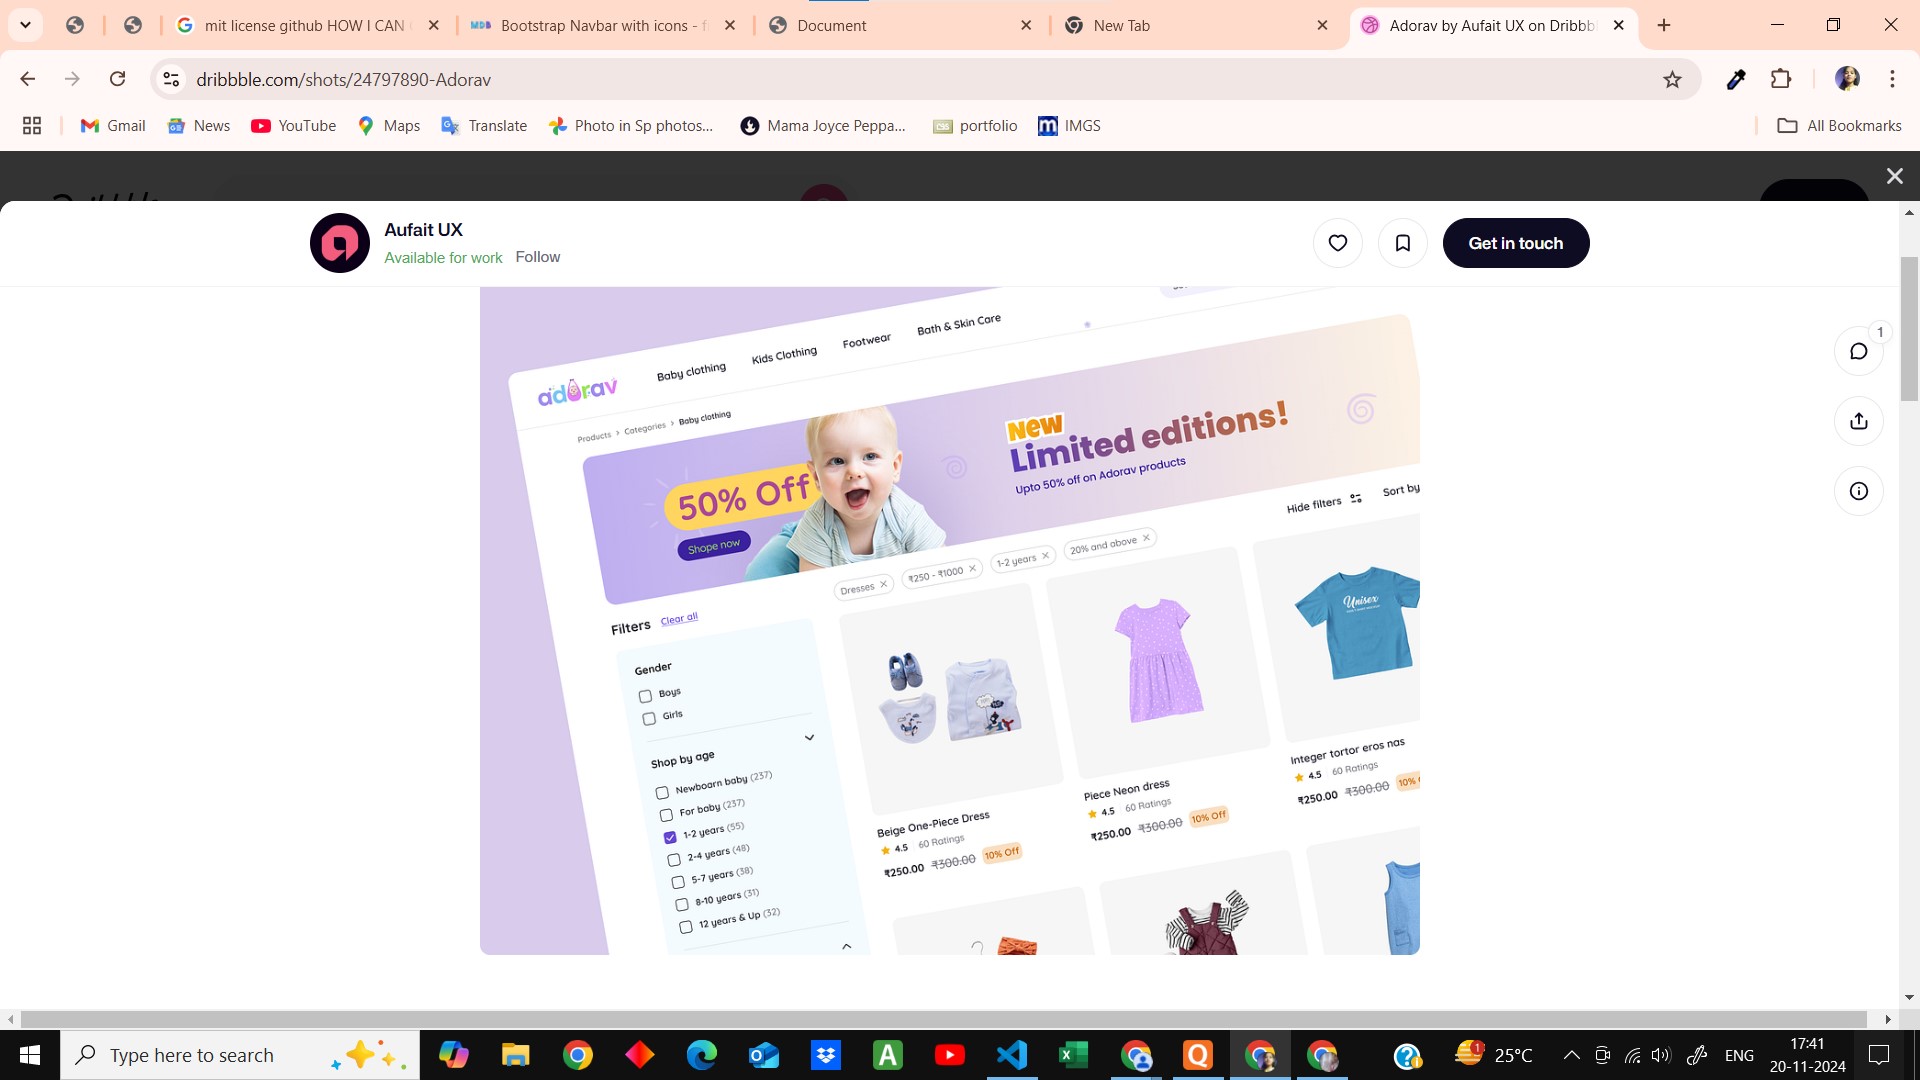 mit license github HOW I CAN
Bootstrap Navbar with icons - f
Document
New Tab
Adorav by Aufait UX on Dribbb
dribbble.com/shots/24797890-Adorav
Gmail
News
YouTube
Maps
Translate
Photo in Sp photos...
Mama Joyce Peppa...
portfolio
IMGS
All Bookmarks
Aufait UX
Available for work Follow
Get in touch
1
adorav
Baby clothing
Kids Clothing
Footwear
Bath & Skin Care
Products > Categories > Baby clothing
50% Off
Shope now
New
Limited editions!
Upto 50% off on Adorav products
Hide filters
Sort by
Dresses
₹250 - ₹1000
1-2 years
20% and above
Filters Clear all
Gender
Boys
Girls
Shop by age
Newboarn baby (237)
For baby (237)
1-2 years (55)
2-4 years (48)
5-7 years (38)
8-10 years (31)
12 years & Up (32)
Beige One-Piece Dress
4.5 60 Ratings
₹250.00 ₹300.00 10% Off
Piece Neon dress
4.5 60 Ratings
₹250.00 ₹300.00 10% Off
Unisex
Integer tortor eros nas
4.5 60 Ratings
₹250.00 ₹300.00 10%
Type here to search
1
25°C
ENG
17:41
20-11-2024